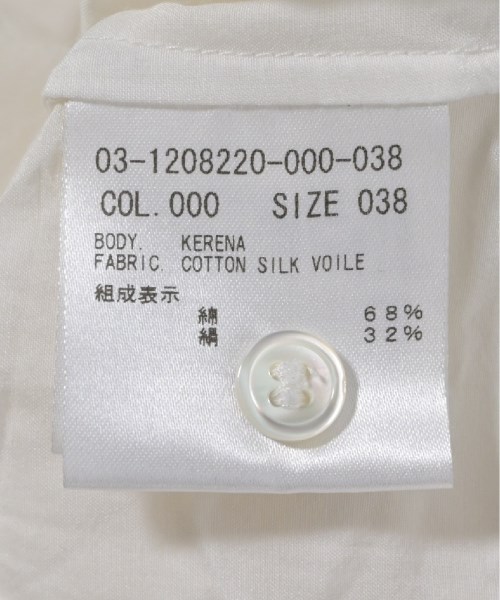 03-1208220-000-038
COL. 000 SIZE 038
BODY. KERENA
FABRIC. COTTON SILK VOILE
組成表示
綿 68%
絹 32%